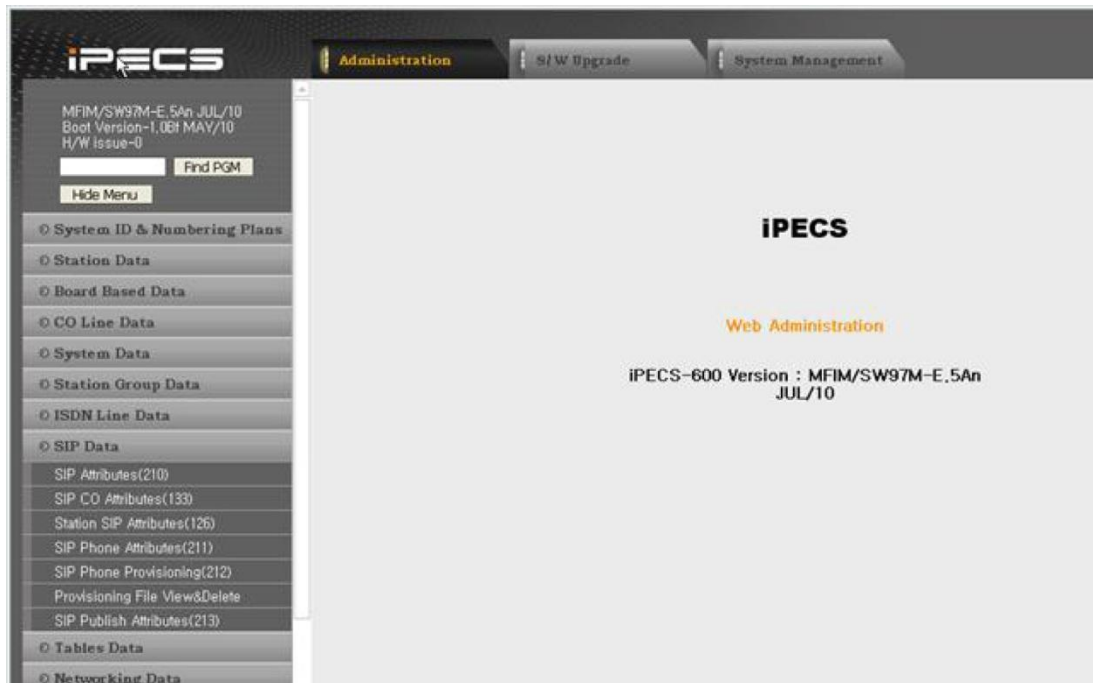 iPECS
Administration
S/W Upgrade
System Management
MFIM/SW97M-E.5An JUL/10
Boot Version-1.0Bf MAY/10
H/W issue-0
Find PGM
Hide Menu
System ID & Numbering Plans
Station Data
Board Based Data
CO Line Data
System Data
Station Group Data
ISDN Line Data
SIP Data
SIP Attributes(210)
SIP CO Attributes(133)
Station SIP Attributes(126)
SIP Phone Attributes(211)
SIP Phone Provisioning(212)
Provisioning File View&Delete
SIP Publish Attributes(213)
Tables Data
Networking Data
iPECS
Web Administration
iPECS-600 Version : MFIM/SW97M-E.5An
JUL/10